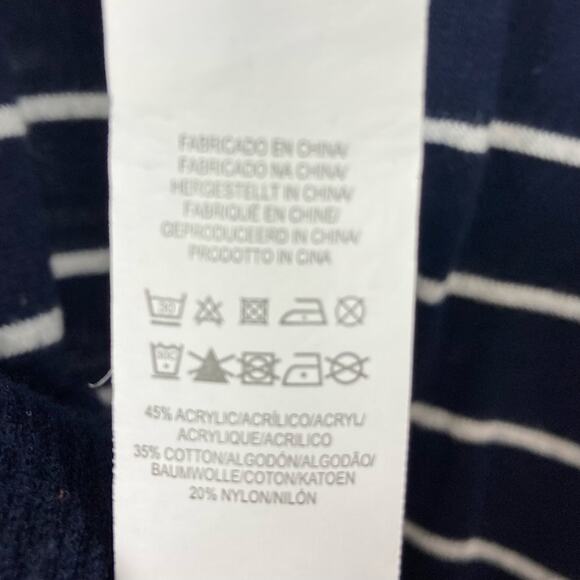 FABRICADO EN CHINA/
FABRICADO NA CHINA/
HERGESTELLT IN CHINA/
FABRIQUÉ EN CHINE/
GEPRODUCEERD IN CHINA/
PRODOTTO IN CINA
30
45% ACRYLIC/ACRÍLICO/ACRYL/
ACRYLIQUE/ACRILICO
35% COTTON/ALGODÓN/ALGODÃO/
BAUMWOLLE/COTON/KATOEN
20% NYLON/NILÓN